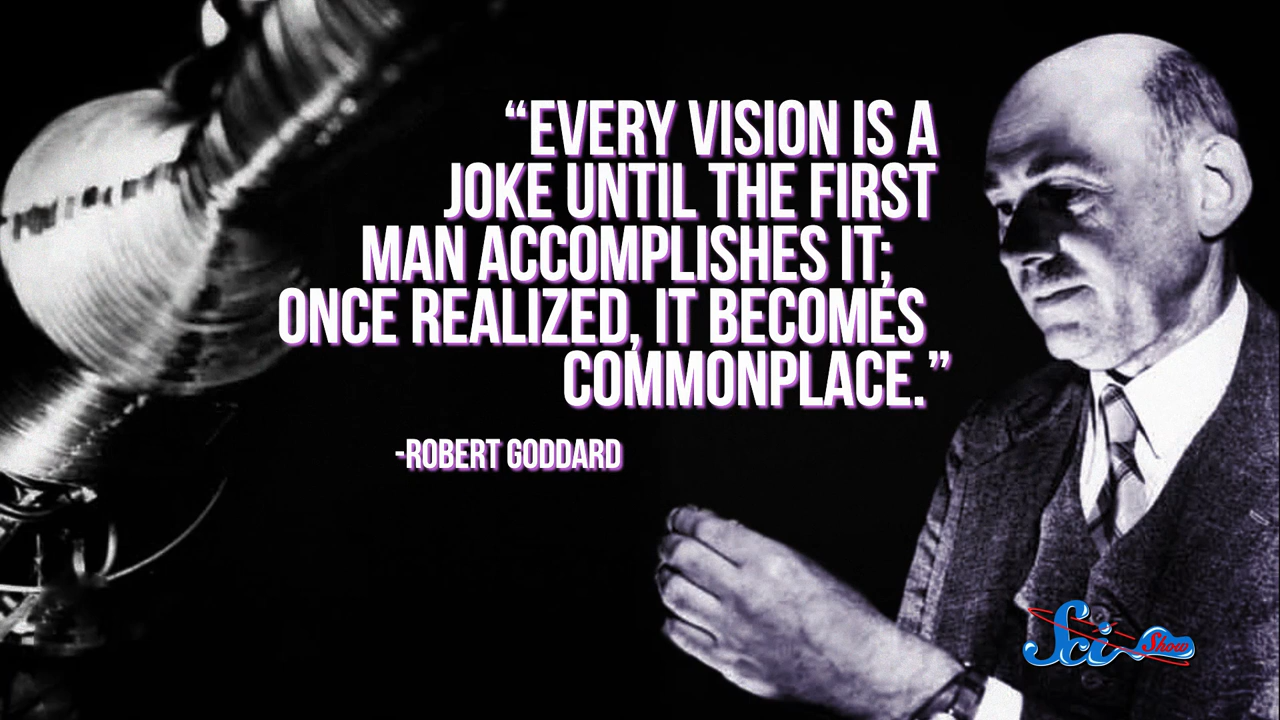 “EVERY VISION IS A
JOKE UNTIL THE FIRST
MAN ACCOMPLISHES IT;
ONCE REALIZED, IT BECOMES
COMMONPLACE.”
-ROBERT GODDARD
Sci Show